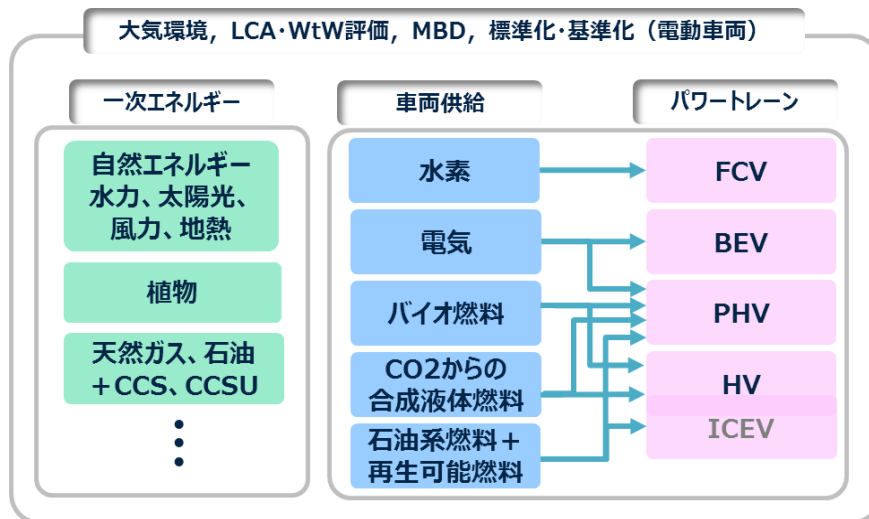 大気環境，LCA・WtW評価，MBD，標準化・基準化（電動車両）
一次エネルギー
自然エネルギー
水力、太陽光、
風力、地熱
植物
天然ガス、石油
＋CCS、CCSU
車両供給
水素
電気
バイオ燃料
CO2からの
合成液体燃料
石油系燃料＋
再生可能燃料
パワートレーン
FCV
BEV
PHV
HV
ICEV